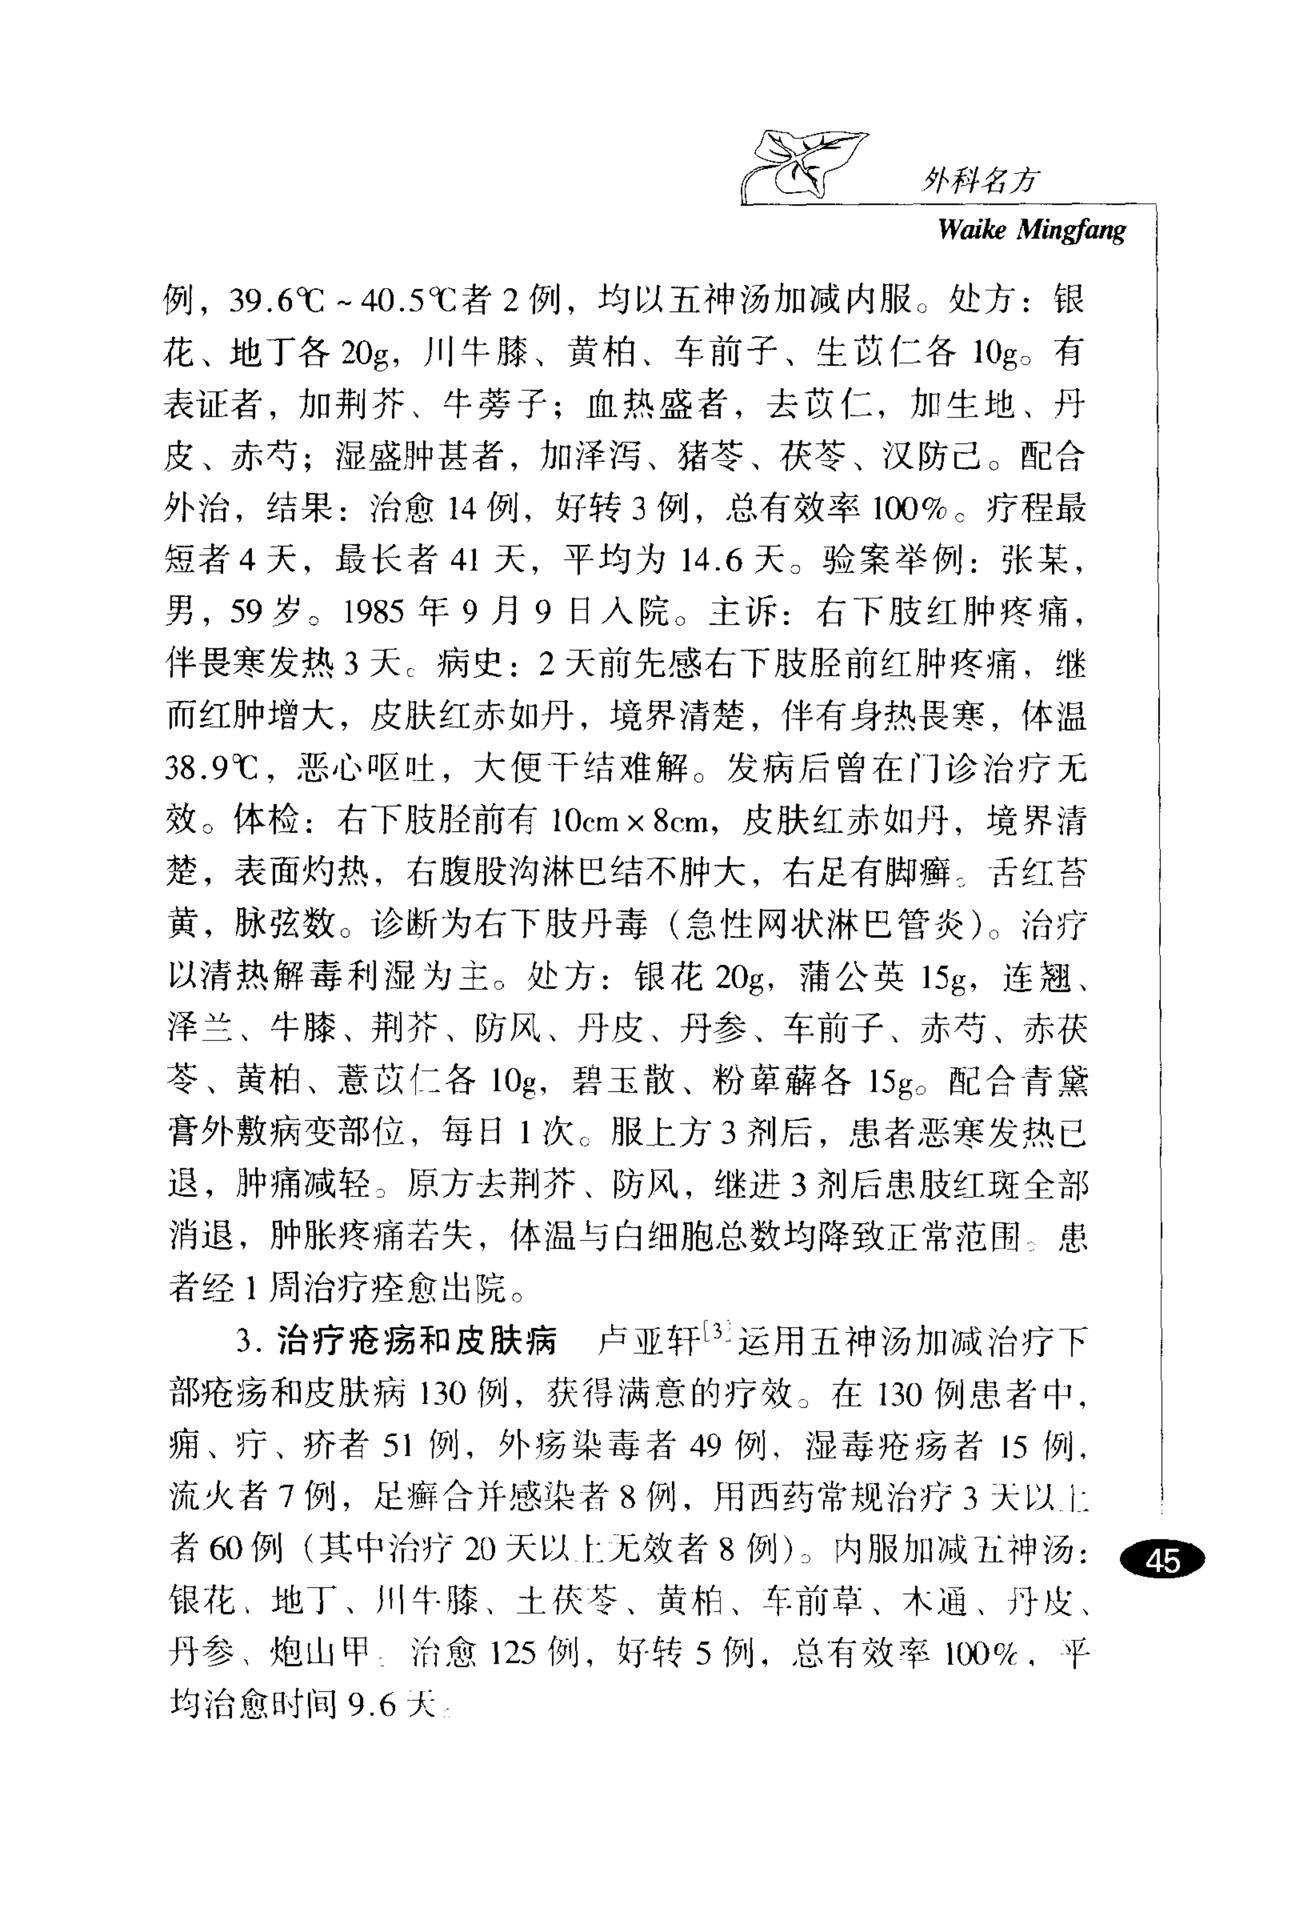 外科名方
Waike Mingfang
例，39.6℃～40.5℃者2例，均以五神汤加减内服。处方：银
花、地丁各20g，川牛膝、黄柏、车前子、生苡仁各10g。有
表证者，加荆芥、牛蒡子；血热盛者，去苡仁，加生地、丹
皮、赤芍；湿盛肿甚者，加泽泻、猪苓、茯苓、汉防己。配合
外治，结果：治愈14例，好转3例，总有效率100%。疗程最
短者4天，最长者41天，平均为14.6天。验案举例：张某，
男，59岁。1985年9月9日入院。主诉：右下肢红肿疼痛，
伴畏寒发热3天。病史：2天前先感右下肢胫前红肿疼痛，继
而红肿增大，皮肤红赤如丹，境界清楚，伴有身热畏寒，体温
38.9℃，恶心呕吐，大便干结难解。发病后曾在门诊治疗无
效。体检：右下肢胫前有10cm×8cm，皮肤红赤如丹，境界清
楚，表面灼热，右腹股沟淋巴结不肿大，右足有脚癣。舌红苔
黄，脉弦数。诊断为右下肢丹毒（急性网状淋巴管炎）。治疗
以清热解毒利湿为主。处方：银花20g，蒲公英15g，连翘、
泽兰、牛膝、荆芥、防风、丹皮、丹参、车前子、赤芍、赤茯
苓、黄柏、薏苡仁各10g，碧玉散、粉萆薢各15g。配合青黛
膏外敷病变部位，每日1次。服上方3剂后，患者恶寒发热已
退，肿痛减轻。原方去荆芥、防风，继进3剂后患肢红斑全部
消退，肿胀疼痛若失，体温与白细胞总数均降致正常范围。患
者经1周治疗痊愈出院。
3. 治疗疮疡和皮肤病　卢亚轩[3]运用五神汤加减治疗下
部疮疡和皮肤病130例，获得满意的疗效。在130例患者中，
痈、疔、疖者51例，外疡染毒者49例，湿毒疮疡者15例，
流火者7例，足癣合并感染者8例，用西药常规治疗3天以上
者60例（其中治疗20天以上无效者8例）。内服加减五神汤：
银花、地丁、川牛膝、土茯苓、黄柏、车前草、木通、丹皮、
丹参、炮山甲。治愈125例，好转5例，总有效率100%，平
均治愈时间9.6天。
45